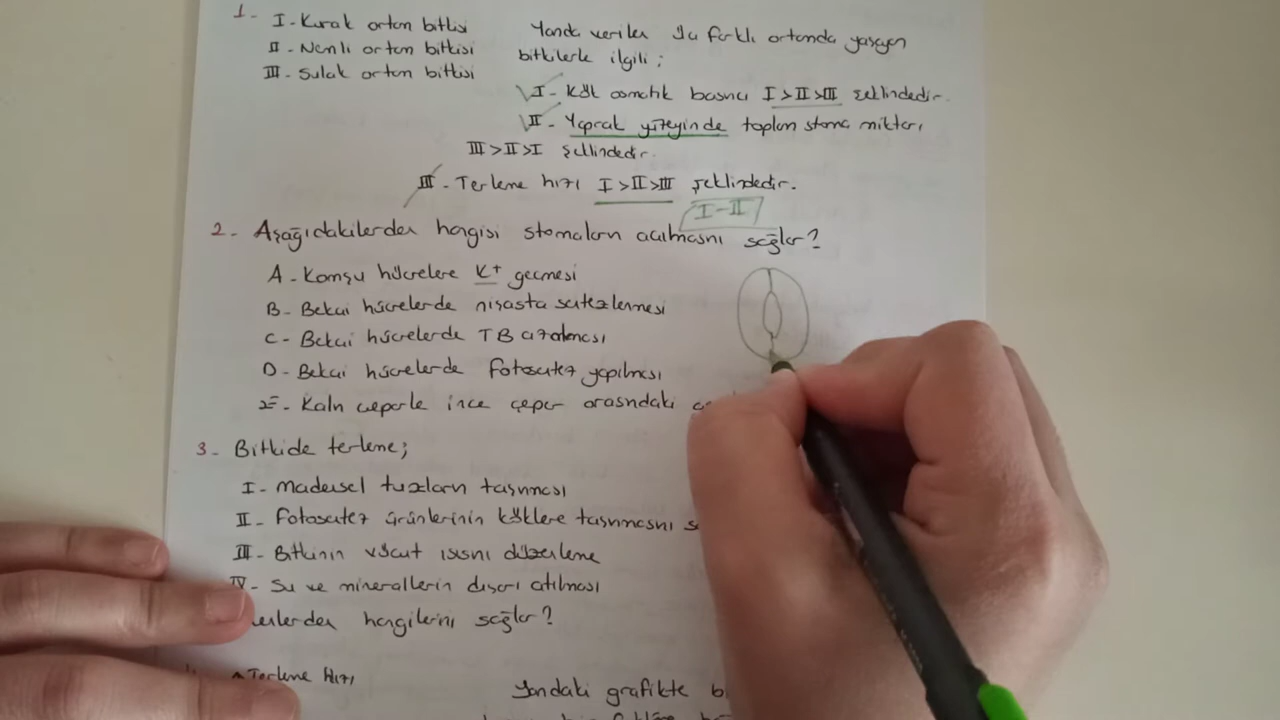 1- I- Kurak ortam bitkisi
II - Nemli ortam bitkisi
III - Sulak ortam bitkisi
Yanda verilen farklı ortamda yaşayan
bitkilerle ilgili ;
I- Kök osmotik basıncı I>II>III şeklindedir.
II- Yaprak yüzeyinde toplam stoma miktarı
III>II>I şeklindedir.
III- Terleme hızı I>II>III şeklindedir.
I-II
2- Aşağıdakilerden hangisi stomaların açılmasını sağlar?
A- Komşu hücrelere K+ geçmesi
B- Bekçi hücrelerde nişasta sentezlenmesi
C- Bekçi hücrelerde TB azalması
D- Bekçi hücrelerde fotosentez yapılması
E- Kalın çeperle ince çeper arasındaki
3- Bitkide terleme;
I- Madensel tuzların taşınması
II- Fotosentez ürünlerinin köklere taşınmasını
III- Bitkinin vücut ısısını düzenleme
IV- Su ve minerallerin dışarı atılması
hangilerini sağlar?
Terleme Hızı
Yandaki grafikte